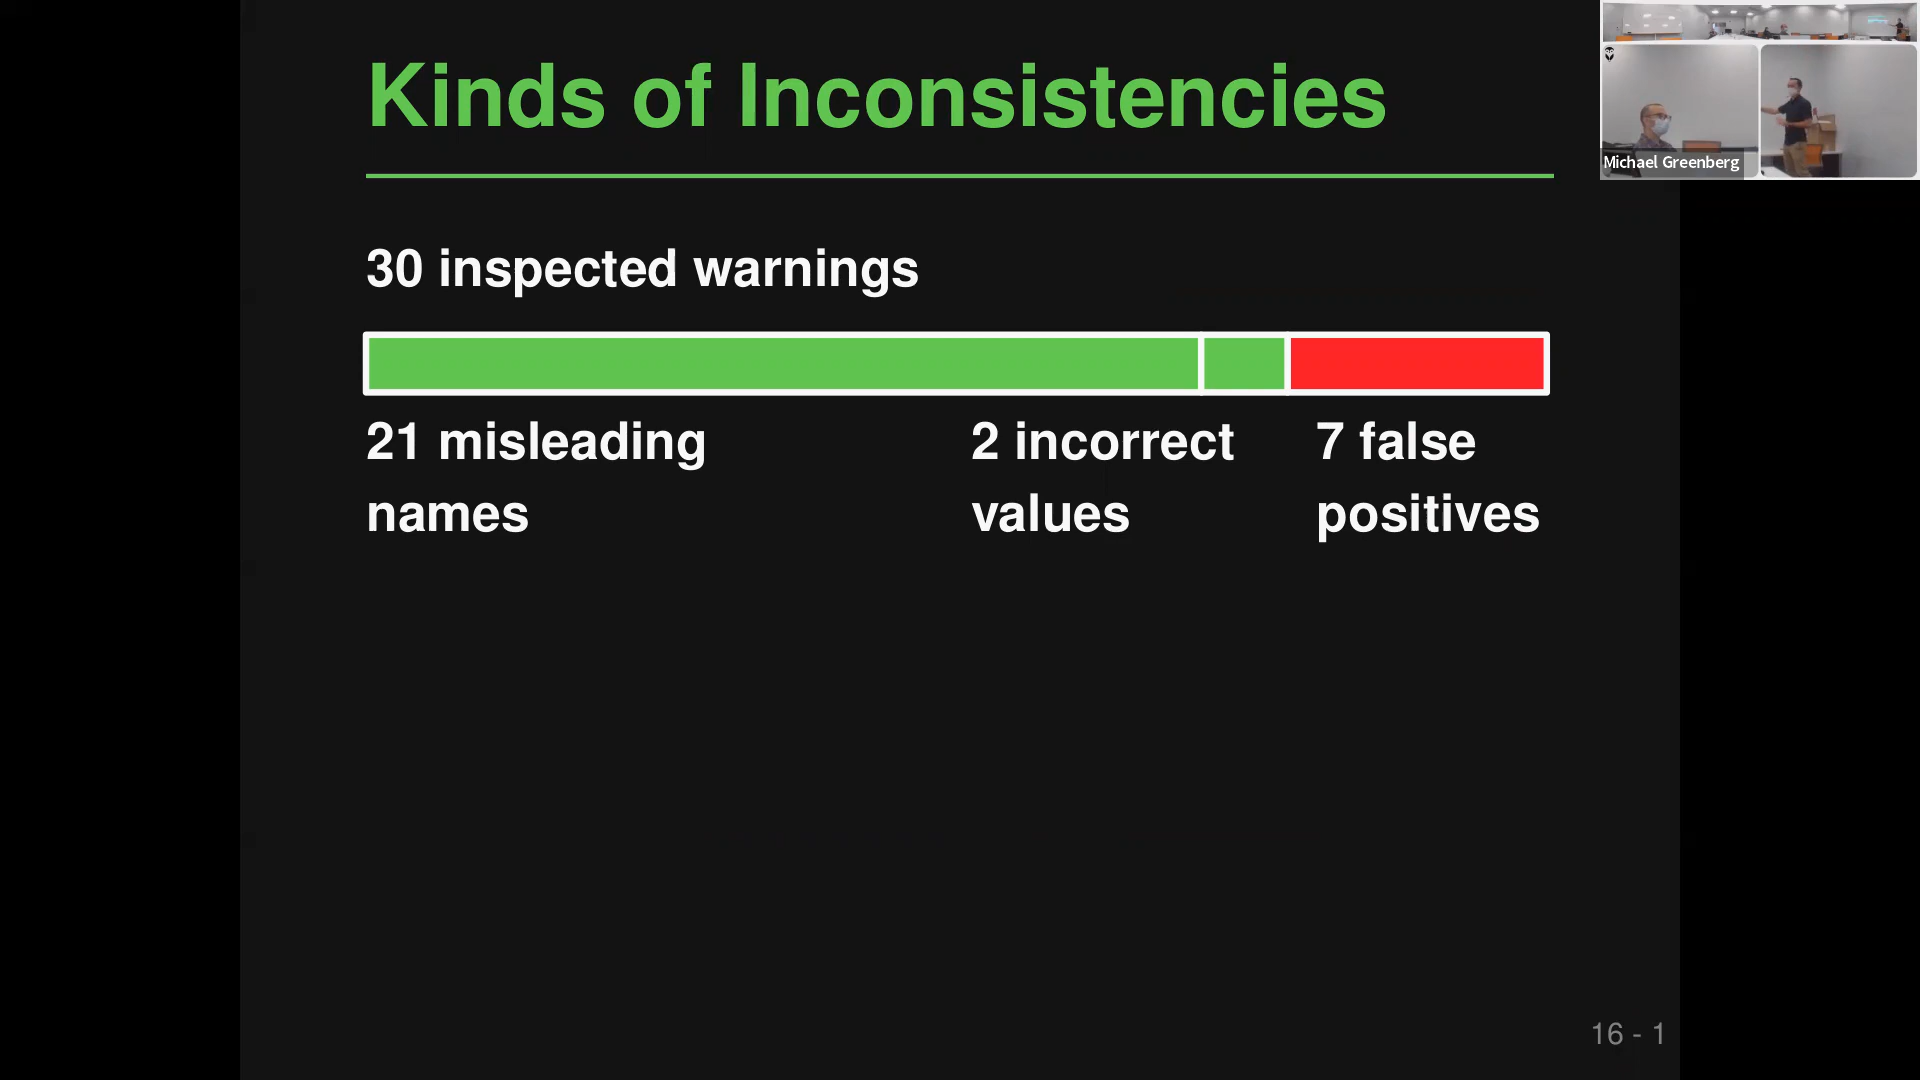 Kinds of Inconsistencies
Michael Greenberg
30 inspected warnings
21 misleading
names
2 incorrect
values
7 false
positives
16 - 1